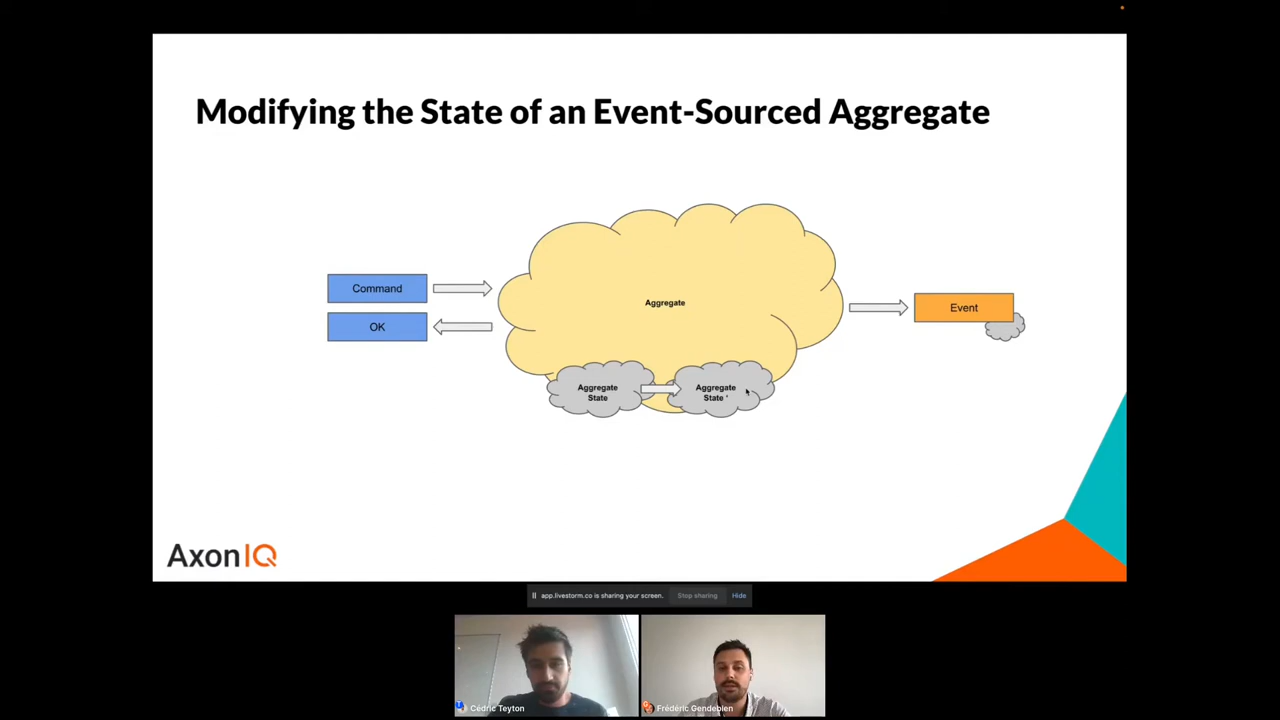 Modifying the State of an Event-Sourced Aggregate
Command
OK
Aggregate
Event
Aggregate
State
Aggregate
State '
AxonIQ
app.livestorm.co is sharing your screen.
Stop sharing
Hide
Cédric Teyton
Frédéric Gendebien